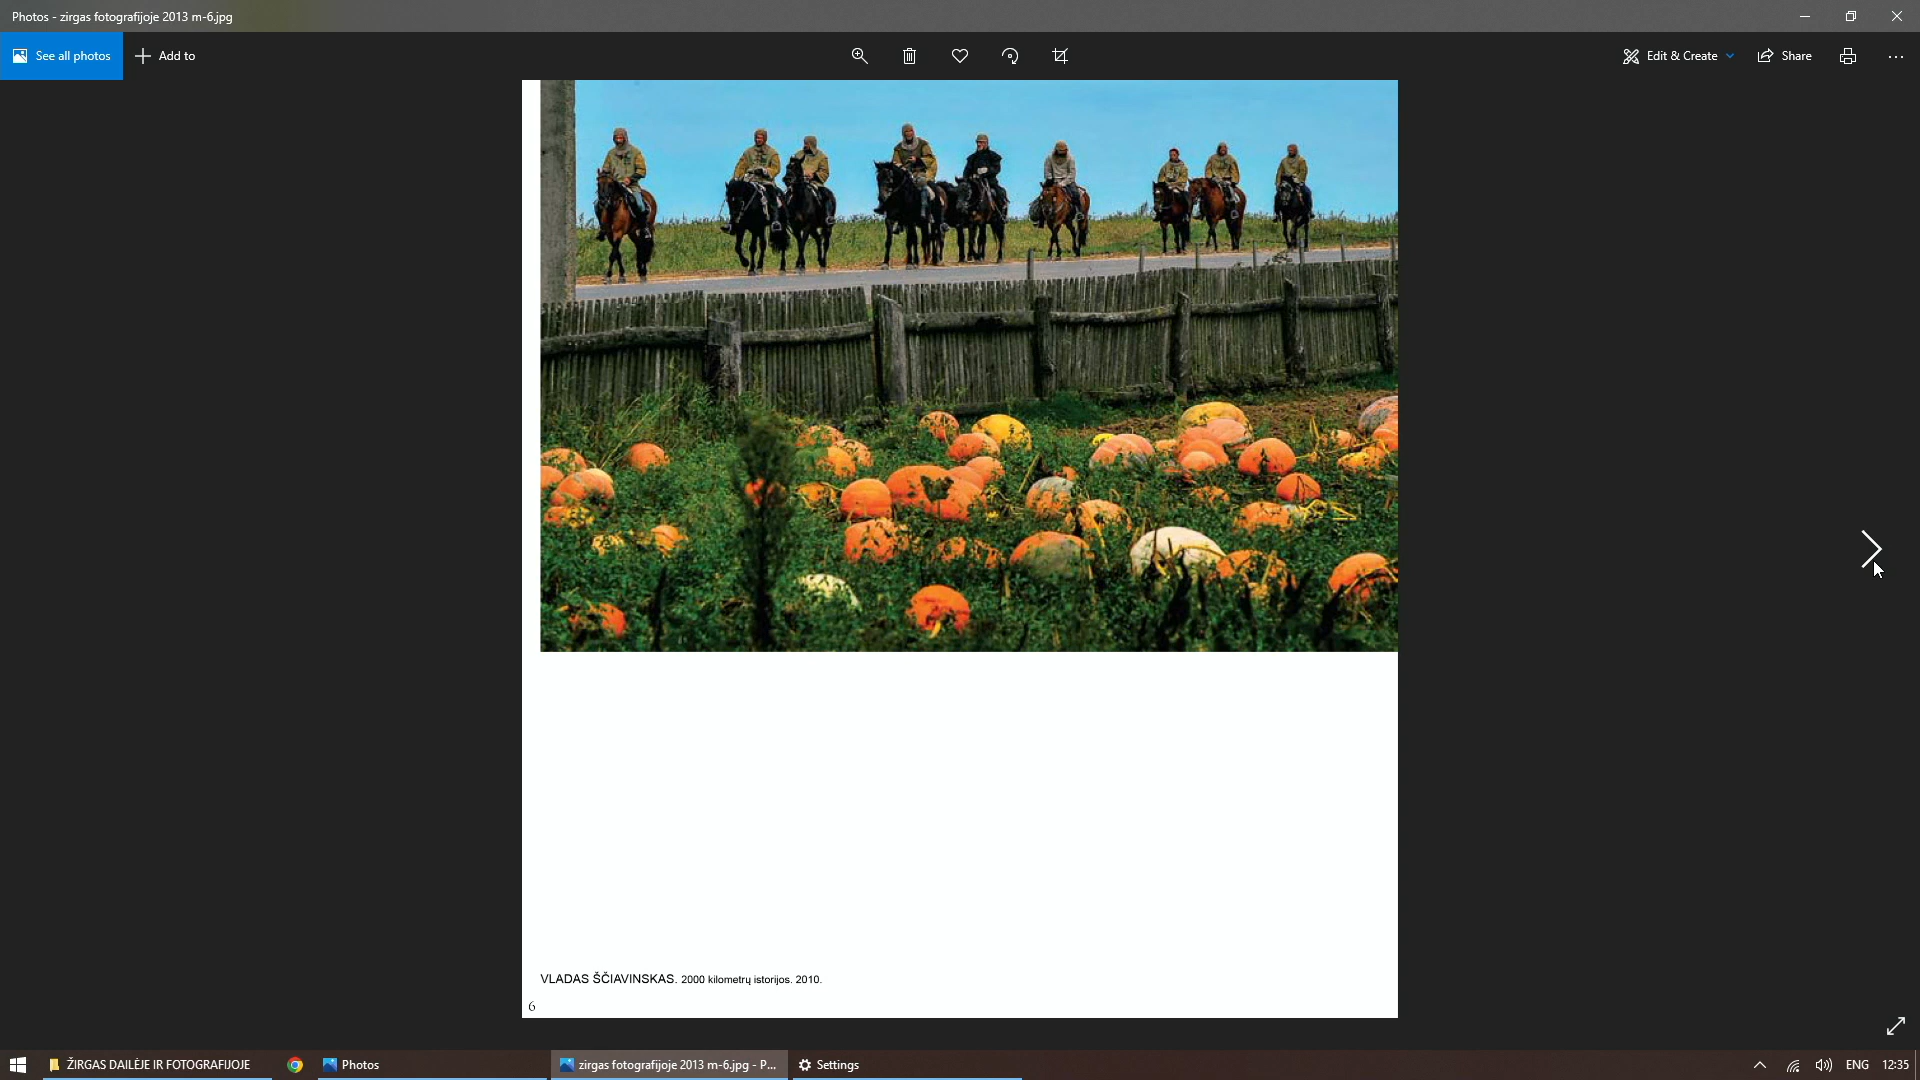 Photos - zirgas fotografijoje 2013 m-6.jpg
See all photos
Add to
Edit & Create
Share
VLADAS ŠČIAVINSKAS. 2000 kilometrų istorijos. 2010.
6
ŽIRGAS DAILĖJE IR FOTOGRAFIJOJE
Photos
zirgas fotografijoje 2013 m-6.jpg - P...
Settings
ENG
12:35